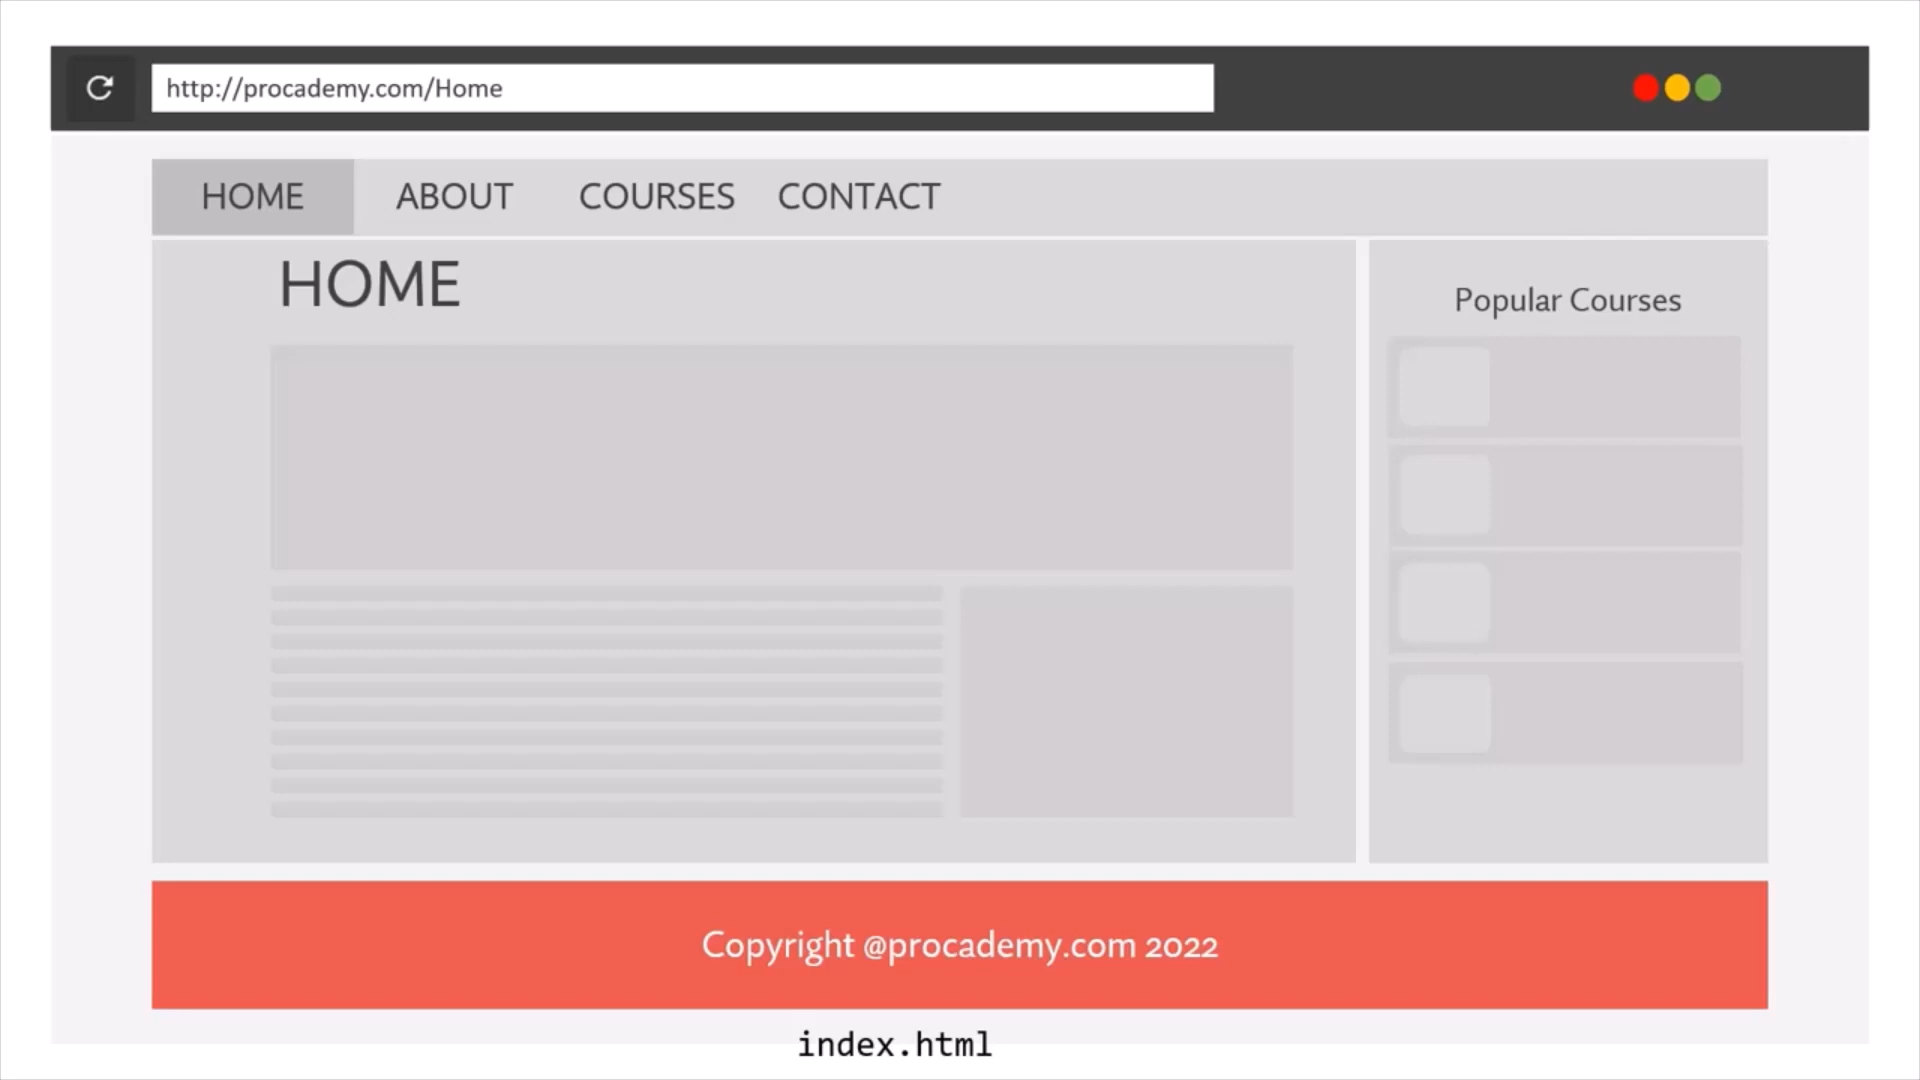 http://procademy.com/Home
HOME ABOUT COURSES CONTACT
HOME
Popular Courses
Copyright @procademy.com 2022
index.html